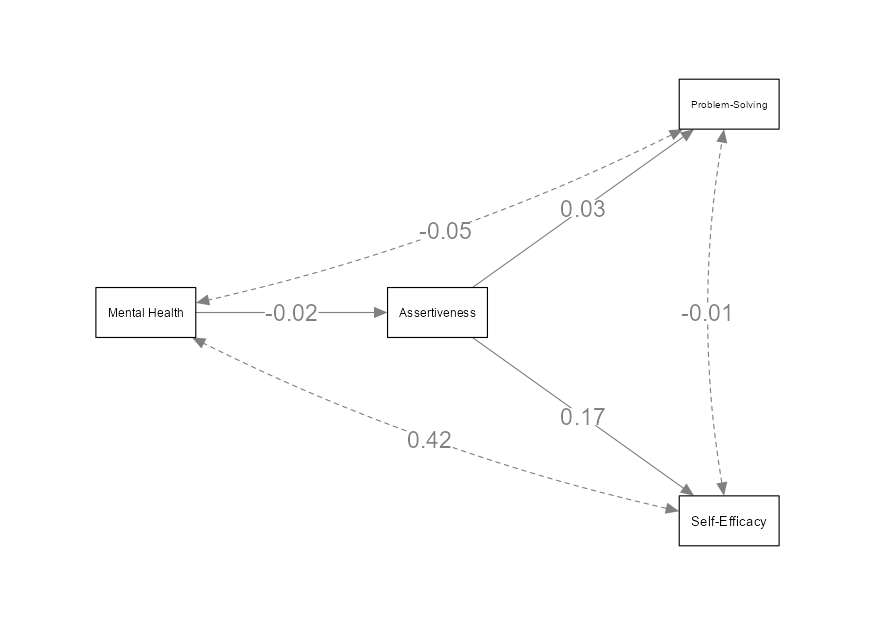 Problem-Solving
0.03
-0.05
Mental Health
-0.02
Assertiveness
-0.01
0.17
0.42
Self-Efficacy